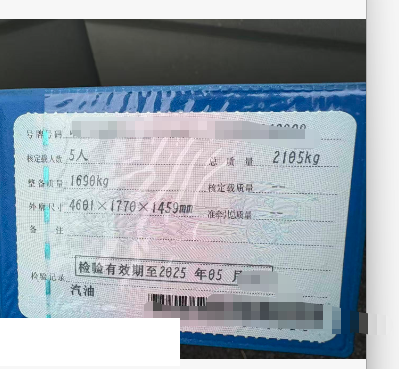 号牌号码
核定载人数 5人 总质量 2105kg
整备质量 1690kg 核定载质量 --
外廓尺寸 4601×1770×1459mm 准牵引总质量 --
备注
检验记录 检验有效期至2025年05月
汽油